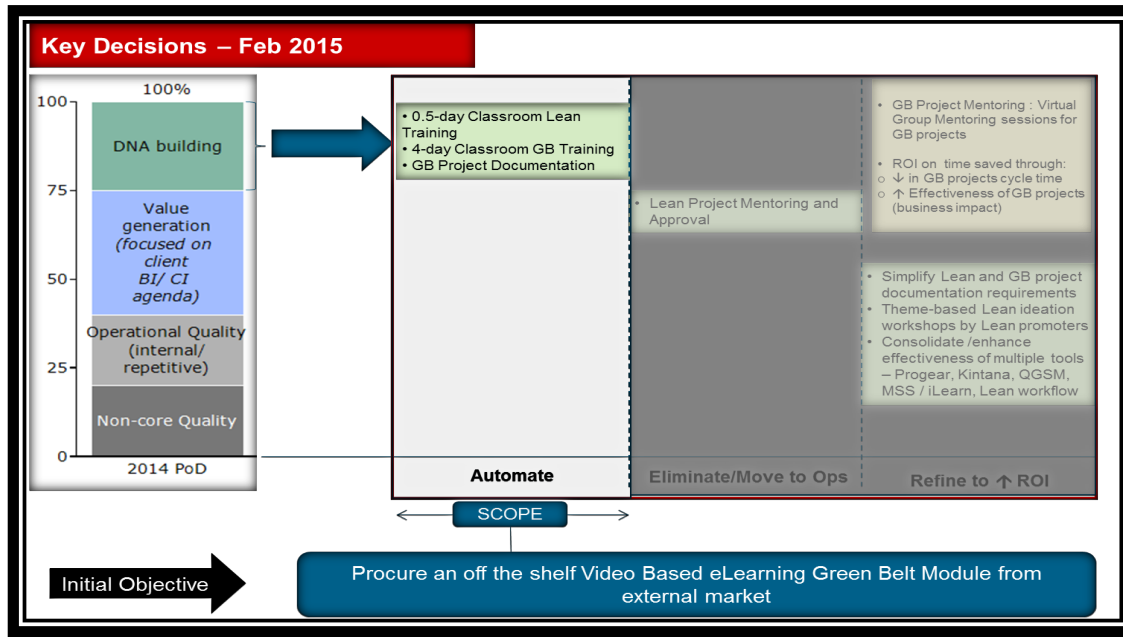 Key Decisions – Feb 2015
100%
100
75
50
25
0
DNA building
Value
generation
(focused on
client
BI/ CI
agenda)
Operational Quality
(internal/
repetitive)
Non-core Quality
2014 PoD
• 0.5-day Classroom Lean
Training
• 4-day Classroom GB Training
• GB Project Documentation
• Lean Project Mentoring and
Approval
• GB Project Mentoring : Virtual
Group Mentoring sessions for
GB projects
• ROI on time saved through:
o ↓ in GB projects cycle time
o ↑ Effectiveness of GB projects
(business impact)
• Simplify Lean and GB project
documentation requirements
• Theme-based Lean ideation
workshops by Lean promoters
• Consolidate /enhance
effectiveness of multiple tools
– Progear, Kintana, QGSM,
MSS / iLearn, Lean workflow
Automate
Eliminate/Move to Ops
Refine to ↑ ROI
SCOPE
Initial Objective
Procure an off the shelf Video Based eLearning Green Belt Module from
external market